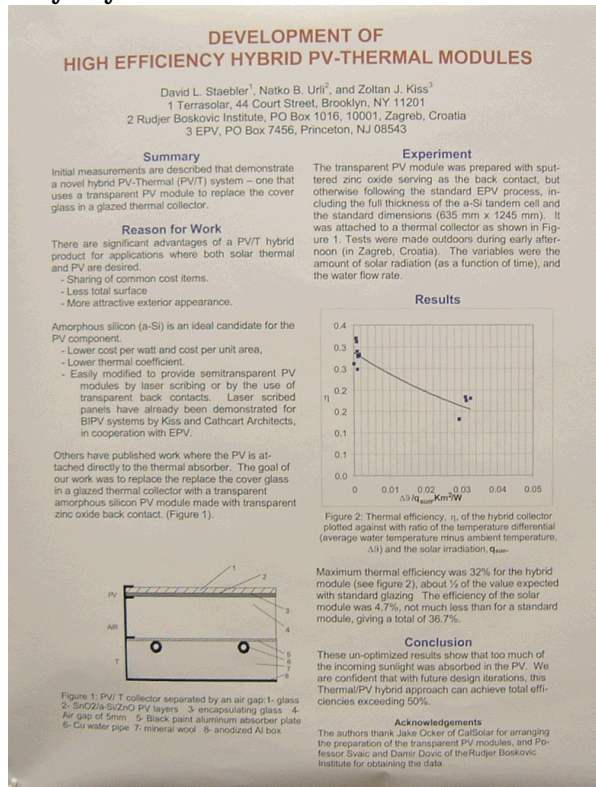 DEVELOPMENT OF
HIGH EFFICIENCY HYBRID PV-THERMAL MODULES
David L. Staebler1, Natko B. Urli2, and Zoltan J. Kiss3
1 Terrasolar, 44 Court Street, Brooklyn, NY 11201
2 Rudjer Boskovic Institute, PO Box 1016, 10001, Zagreb, Croatia
3 EPV, PO Box 7456, Princeton, NJ 08543
Summary
Initial measurements are described that demonstrate
a novel hybrid PV-Thermal (PV/T) system – one that
uses a transparent PV module to replace the cover
glass in a glazed thermal collector.
Reason for Work
There are significant advantages of a PV/T hybrid
product for applications where both solar thermal
and PV are desired.
- Sharing of common cost items.
- Less total surface
- More attractive exterior appearance.
Amorphous silicon (a-Si) is an ideal candidate for the
PV component.
- Lower cost per watt and cost per unit area,
- Lower thermal coefficient.
- Easily modified to provide semitransparent PV
modules by laser scribing or by the use of
transparent back contacts. Laser scribed
panels have already been demonstrated for
BIPV systems by Kiss and Cathcart Architects,
in cooperation with EPV.
Others have published work where the PV is at-
tached directly to the thermal absorber. The goal of
our work was to replace the replace the cover glass
in a glazed thermal collector with a transparent
amorphous silicon PV module made with transparent
zinc oxide back contact. (Figure 1).
1
2
PV
3
4
AIR
5
6
T
7
8
Figure 1: PV/ T collector separated by an air gap:1- glass
2- SnO2/a-Si/ZnO PV layers 3- encapsulating glass 4-
Air gap of 5mm 5- Black paint aluminum absorber plate
6- Cu water pipe 7- mineral wool 8- anodized Al box
Experiment
The transparent PV module was prepared with sput-
tered zinc oxide serving as the back contact, but
otherwise following the standard EPV process, in-
cluding the full thickness of the a-Si tandem cell and
the standard dimensions (635 mm x 1245 mm). It
was attached to a thermal collector as shown in Fig-
ure 1. Tests were made outdoors during early after-
noon (in Zagreb, Croatia). The variables were the
amount of solar radiation (as a function of time), and
the water flow rate.
Results
0.4
0.3
0.3
0.2
η
0.2
0.1
0.1
0.0
0 0.01 0.02 0.03 0.04 0.05
Δϑ/qsun, Km2/W
Figure 2: Thermal efficiency, η, of the hybrid collector
plotted against with ratio of the temperature differential
(average water temperature minus ambient temperature,
Δϑ) and the solar irradiation, qsun.
Maximum thermal efficiency was 32% for the hybrid
module (see figure 2), about ½ of the value expected
with standard glazing The efficiency of the solar
module was 4.7%, not much less than for a standard
module, giving a total of 36.7%.
Conclusion
These un-optimized results show that too much of
the incoming sunlight was absorbed in the PV. We
are confident that with future design iterations, this
Thermal/PV hybrid approach can achieve total effi-
ciencies exceeding 50%.
Acknowledgements
The authors thank Jake Ocker of CalSolar for arranging
the preparation of the transparent PV modules, and Po-
fessor Svaic and Damir Dovic of the Rudjer Boskovic
Institute for obtaining the data.